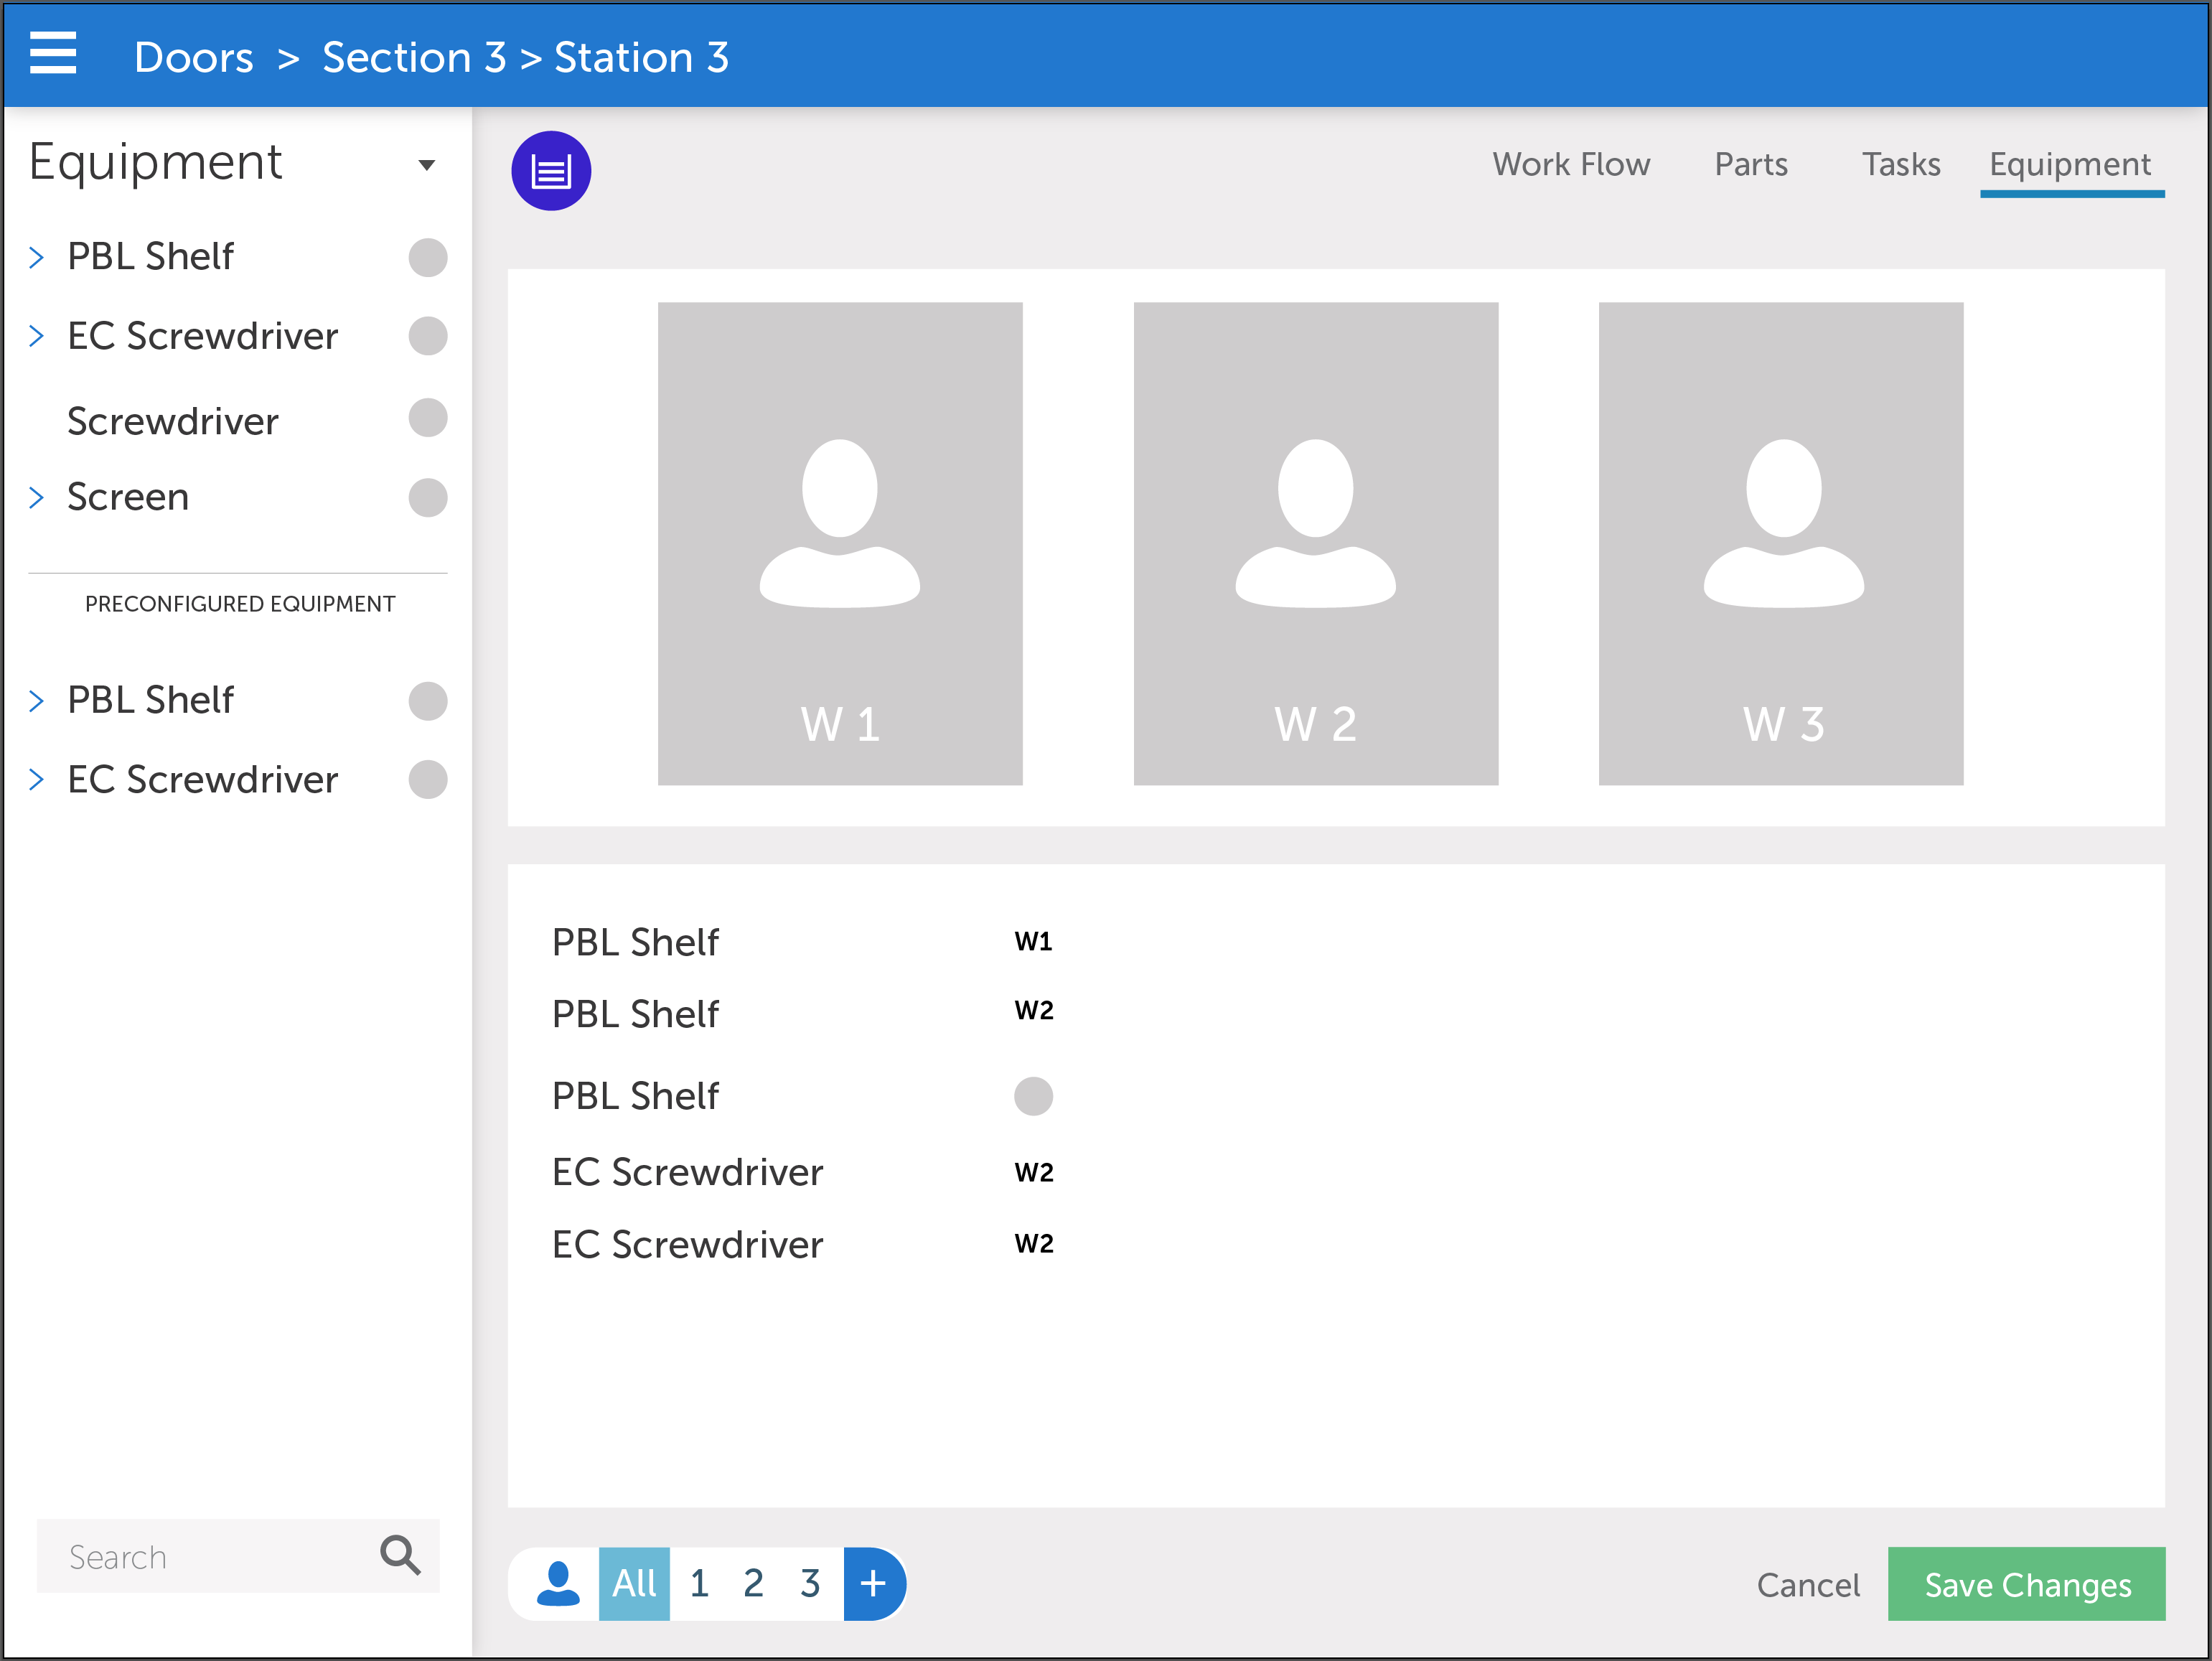 Doors > Section 3 > Station 3
Equipment
PBL Shelf
EC Screwdriver
Screwdriver
Screen
PRECONFIGURED EQUIPMENT
PBL Shelf
EC Screwdriver
Search
Work Flow Parts Tasks Equipment
W 1 W 2 W 3
PBL Shelf W1
PBL Shelf W2
PBL Shelf
EC Screwdriver W2
EC Screwdriver W2
All 1 2 3 +
Cancel Save Changes